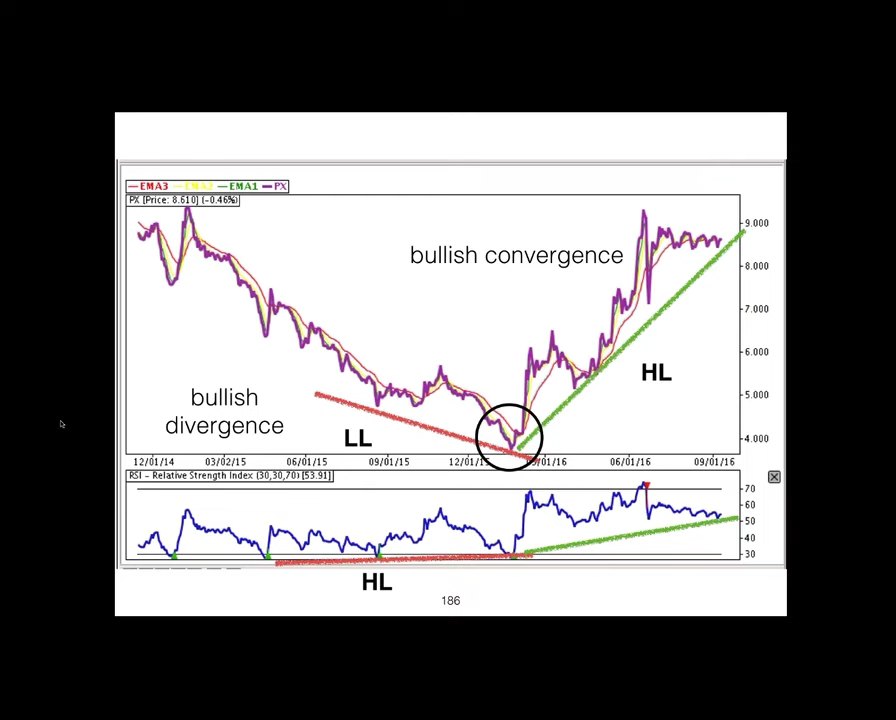 EMA3 EMA2 EMA1 PX
PX [Price: 8.610] (-0.46%)
9.000
bullish convergence
8.000
7.000
6.000
HL
bullish
divergence
5.000
LL
4.000
12/01/14 03/02/15 06/01/15 09/01/15 12/01/15 03/01/16 06/01/16 09/01/16
RSI - Relative Strength Index (30,30,70) [53.91]
70
60
50
40
30
HL
186